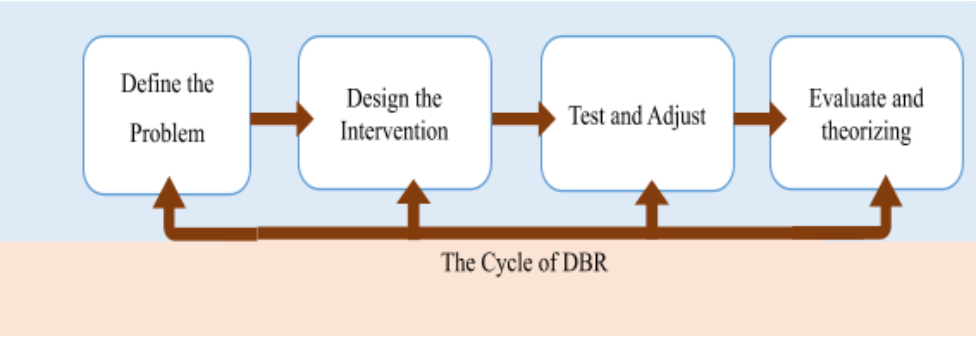 Define the
Problem
Design the
Intervention
Test and Adjust
Evaluate and
theorizing
The Cycle of DBR